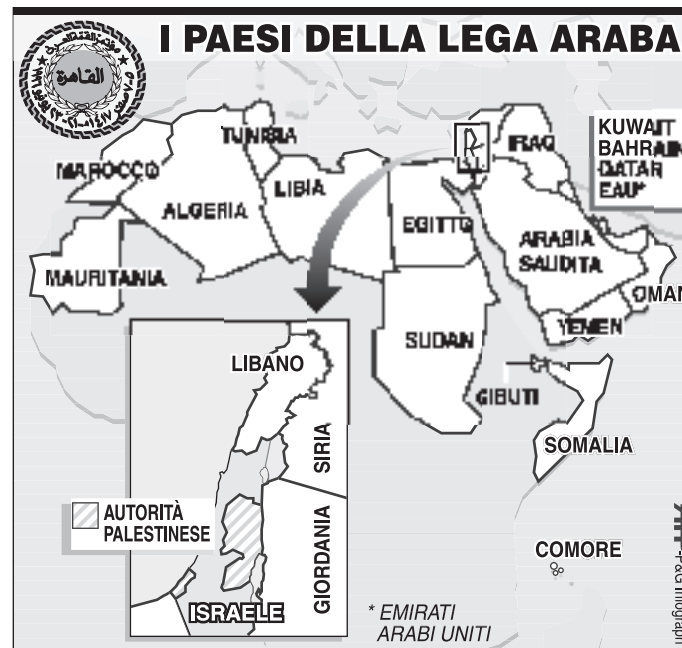 I PAESI DELLA LEGA ARABA
القاهرة
TUNISIA
MAROCCO
IRAQ
KUWAIT
BAHRAIN
QATAR
EAU*
LIBIA
ALGERIA
EGITTO
ARABIA
SAUDITA
MAURITANIA
OMAN
YEMEN
SUDAN
LIBANO
GIBUTI
SIRIA
SOMALIA
AUTORITÀ
PALESTINESE
GIORDANIA
COMORE
ISRAELE
* EMIRATI
ARABI UNITI